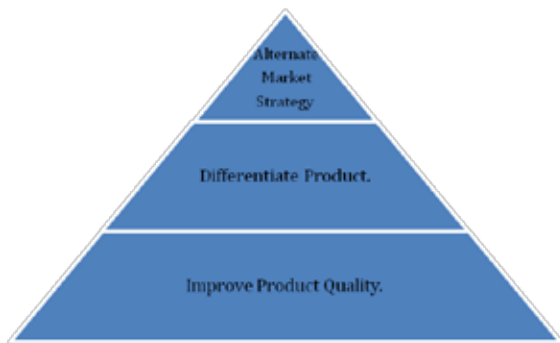 Alternate
Market
Strategy
Differentiate Product.
Improve Product Quality.